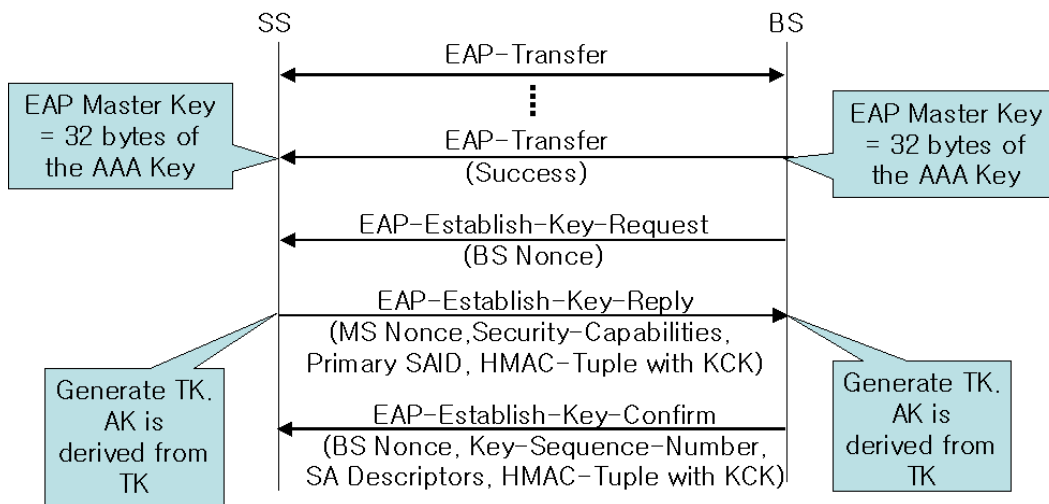 SS
BS
EAP-Transfer
EAP Master Key
= 32 bytes of
the AAA Key
EAP-Transfer
(Success)
EAP Master Key
= 32 bytes of
the AAA Key
EAP-Establish-Key-Request
(BS Nonce)
EAP-Establish-Key-Reply
(MS Nonce,Security-Capabilities,
Primary SAID, HMAC-Tuple with KCK)
Generate TK.
AK is
derived from
TK
Generate TK.
AK is
derived from
TK
EAP-Establish-Key-Confirm
(BS Nonce, Key-Sequence-Number,
SA Descriptors, HMAC-Tuple with KCK)